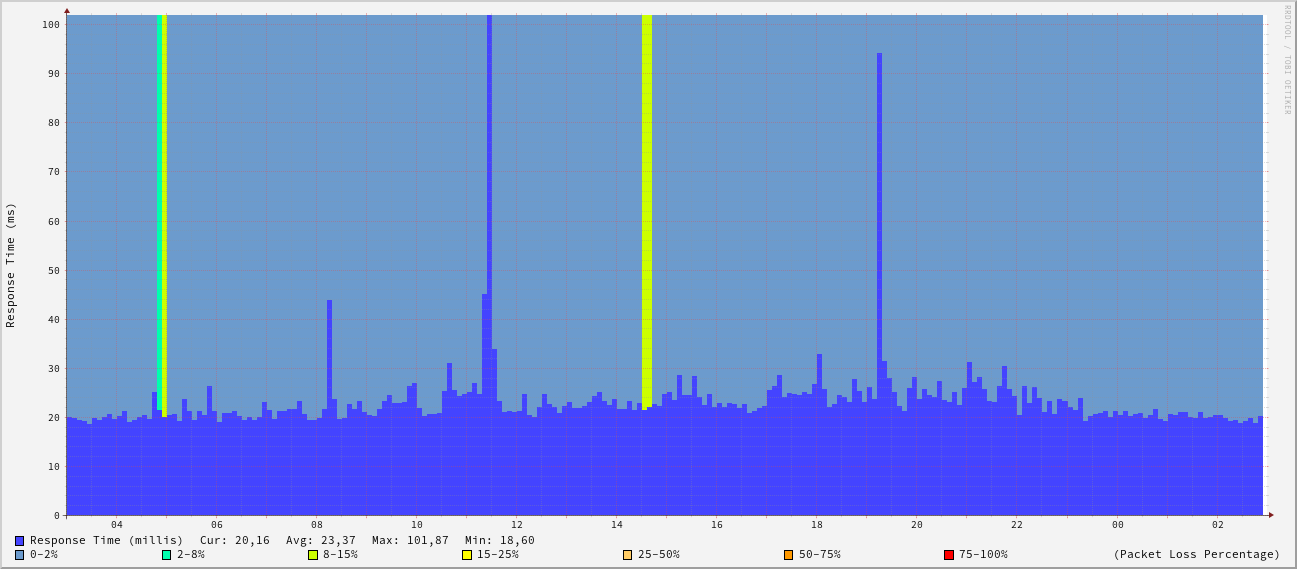 RRDTOOL / TOBI OETIKER
Response Time (ms)
100
90
80
70
60
50
40
30
20
10
0
04 06 08 10 12 14 16 18 20 22 00 02
Response Time (millis) Cur: 20,16 Avg: 23,37 Max: 101,87 Min: 18,60
0-2% 2-8% 8-15% 15-25% 25-50% 50-75% 75-100% (Packet Loss Percentage)